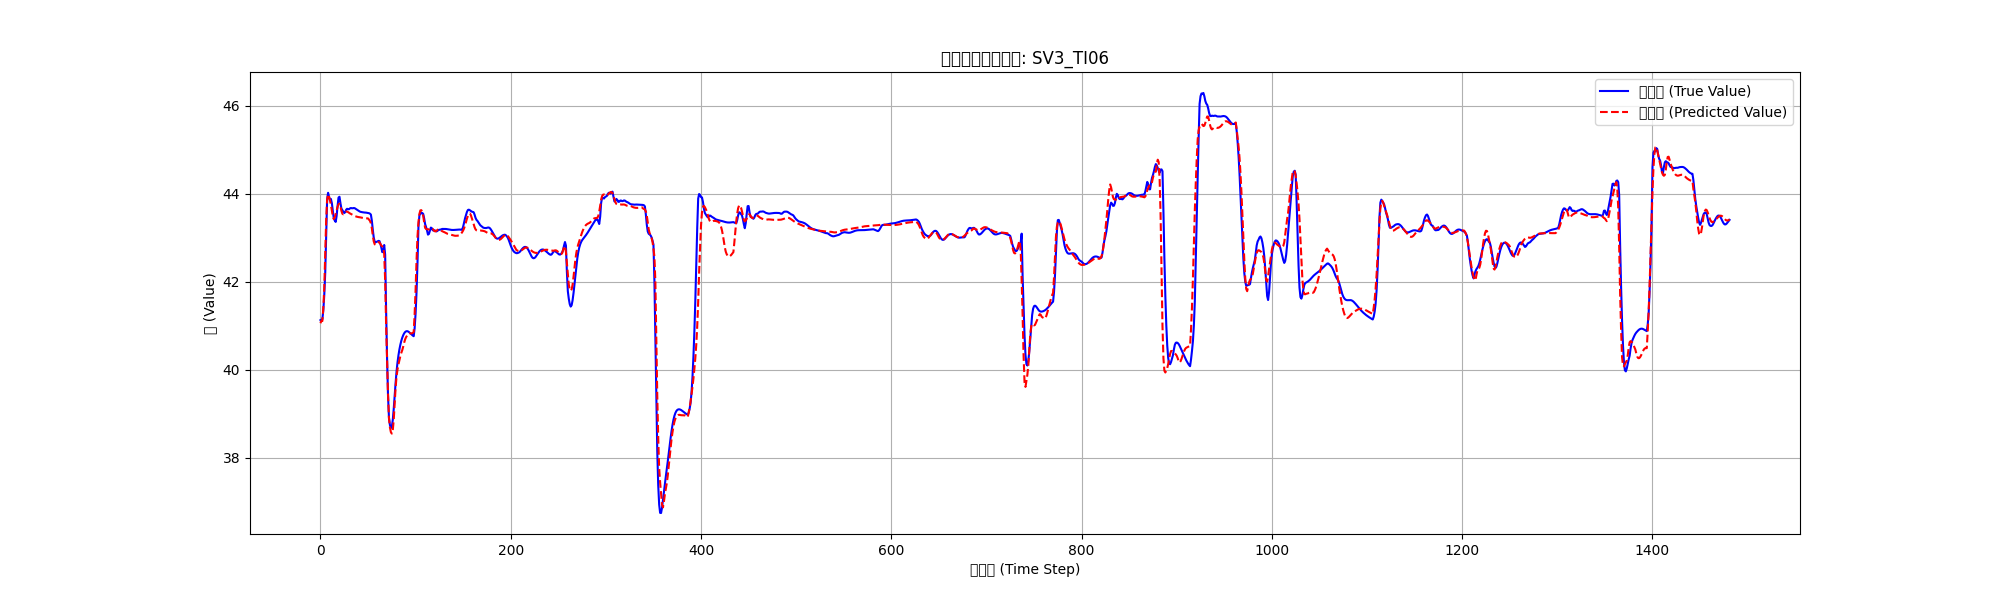 : SV3_TI06
(True Value)
(Predicted Value)
(Value)
46
44
42
40
38
0 200 400 600 800 1000 1200 1400
(Time Step)